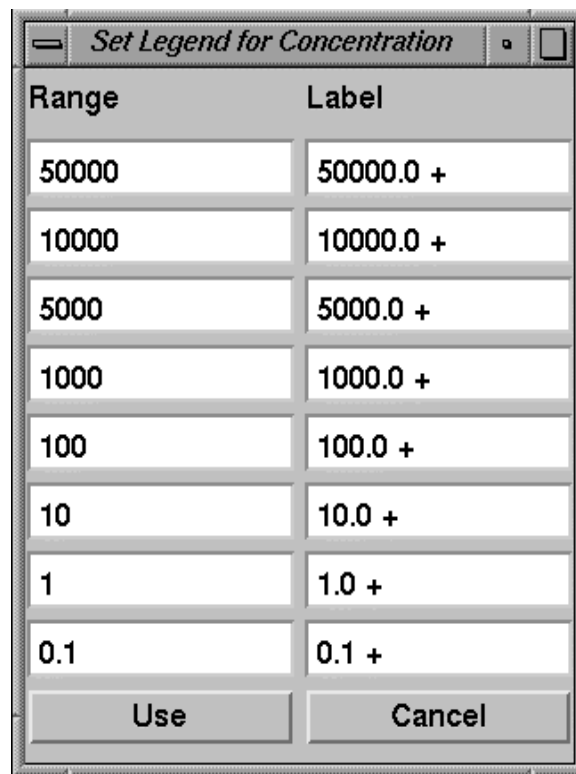 Set Legend for Concentration
Range Label
50000 50000.0 +
10000 10000.0 +
5000 5000.0 +
1000 1000.0 +
100 100.0 +
10 10.0 +
1 1.0 +
0.1 0.1 +
Use Cancel